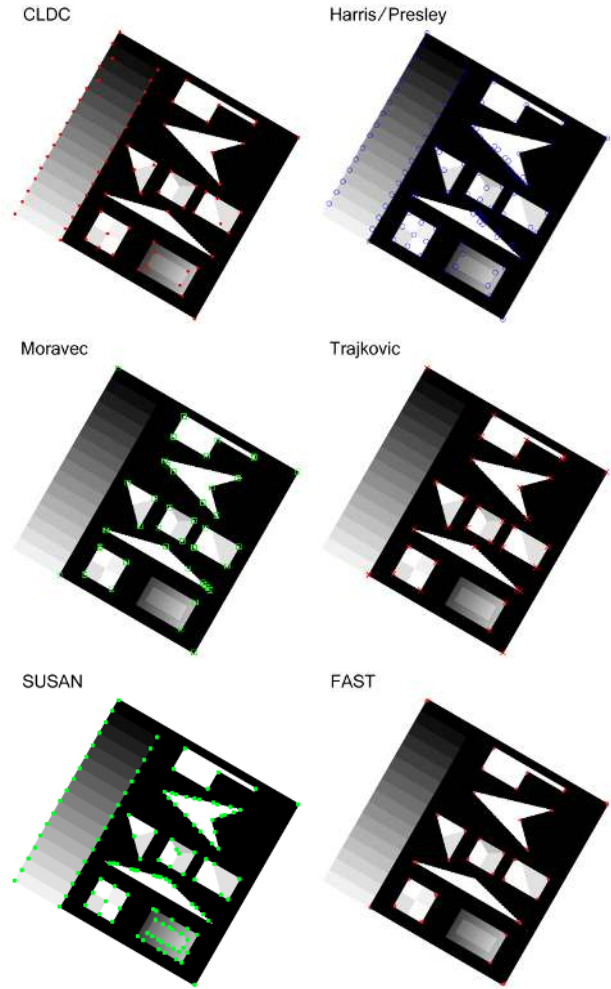 CLDC
Harris/Presley
Moravec
Trajkovic
SUSAN
FAST